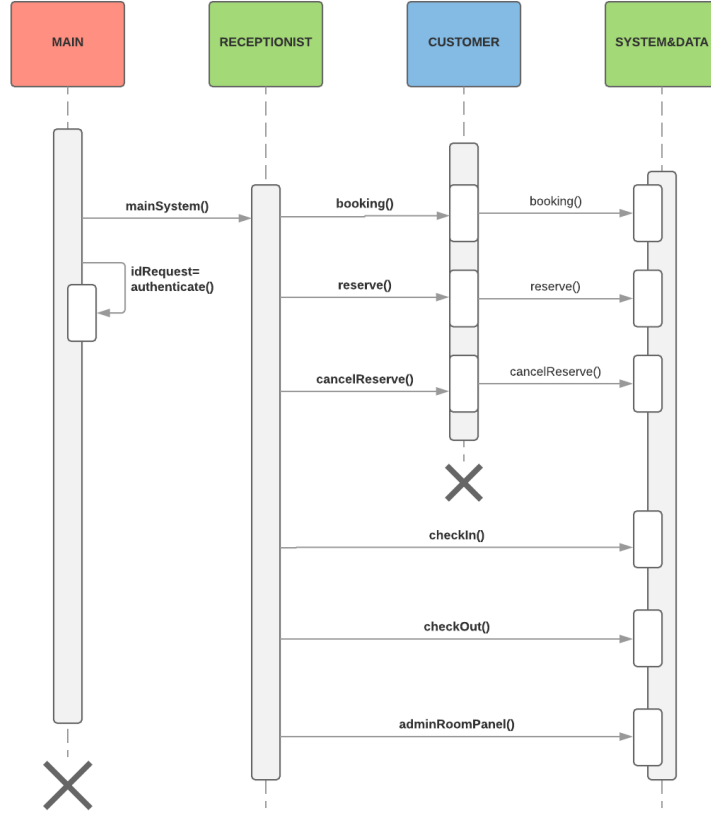 MAIN
RECEPTIONIST
CUSTOMER
SYSTEM&DATA
mainSystem()
booking()
booking()
idRequest=
authenticate()
reserve()
reserve()
cancelReserve()
cancelReserve()
checkIn()
checkOut()
adminRoomPanel()